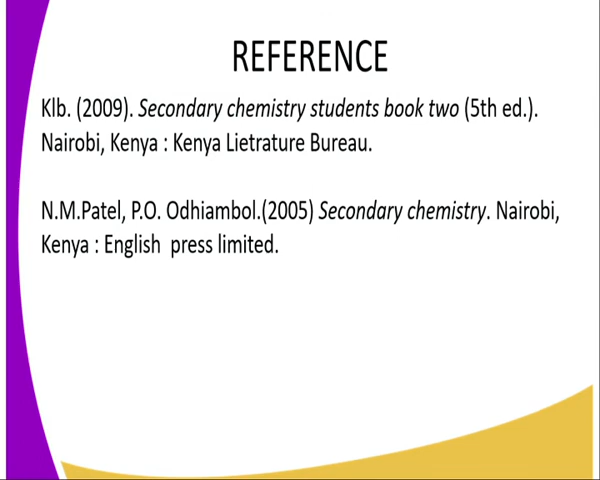 REFERENCE
Klb. (2009). Secondary chemistry students book two (5th ed.).
Nairobi, Kenya : Kenya Lietrature Bureau.
N.M.Patel, P.O. Odhiambol.(2005) Secondary chemistry. Nairobi,
Kenya : English  press limited.